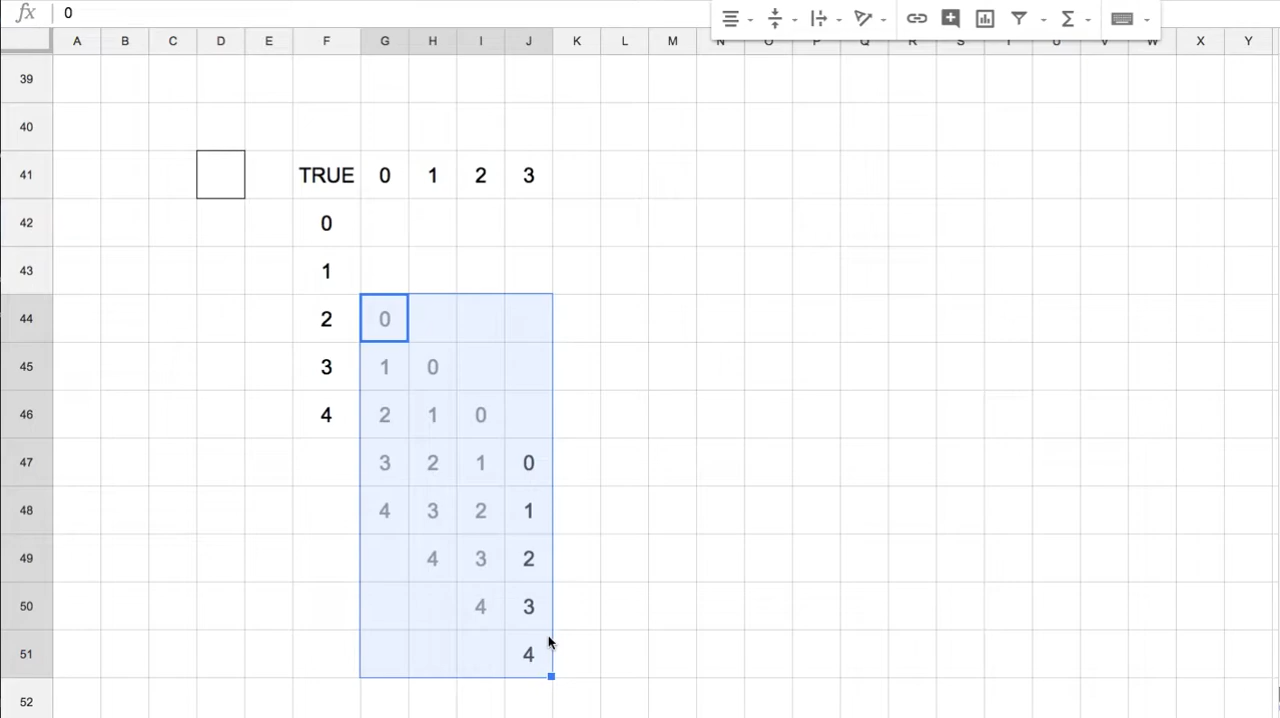 fx 0
A B C D E F G H I J K L M N O P Q R S T U V W X Y
39
40
41 TRUE 0 1 2 3
42 0
43 1
44 2 0
45 3 1 0
46 4 2 1 0
47 3 2 1 0
48 4 3 2 1
49 4 3 2
50 4 3
51 4
52